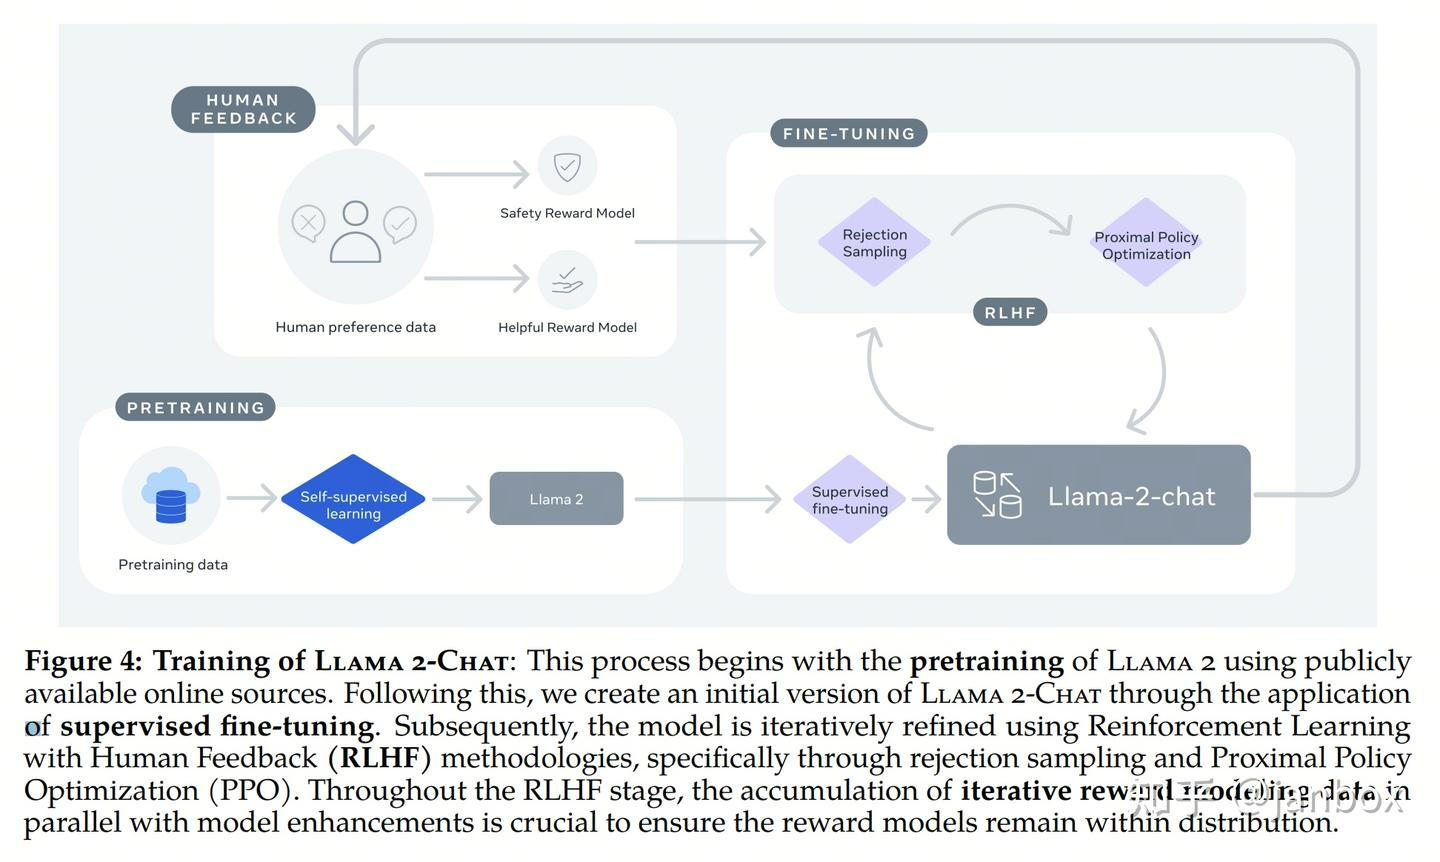 HUMAN
FEEDBACK
Safety Reward Model
Human preference data
Helpful Reward Model
FINE-TUNING
Rejection
Sampling
Proximal Policy
Optimization
RLHF
PRETRAINING
Self-supervised
learning
Llama 2
Pretraining data
Supervised
fine-tuning
Llama-2-chat
Figure 4: Training of LLAMA 2-CHAT: This process begins with the pretraining of LLAMA 2 using publicly
available online sources. Following this, we create an initial version of LLAMA 2-CHAT through the application
of supervised fine-tuning. Subsequently, the model is iteratively refined using Reinforcement Learning
with Human Feedback (RLHF) methodologies, specifically through rejection sampling and Proximal Policy
Optimization (PPO). Throughout the RLHF stage, the accumulation of iterative reward modeling data in
parallel with model enhancements is crucial to ensure the reward models remain within distribution.
知乎 @janbox